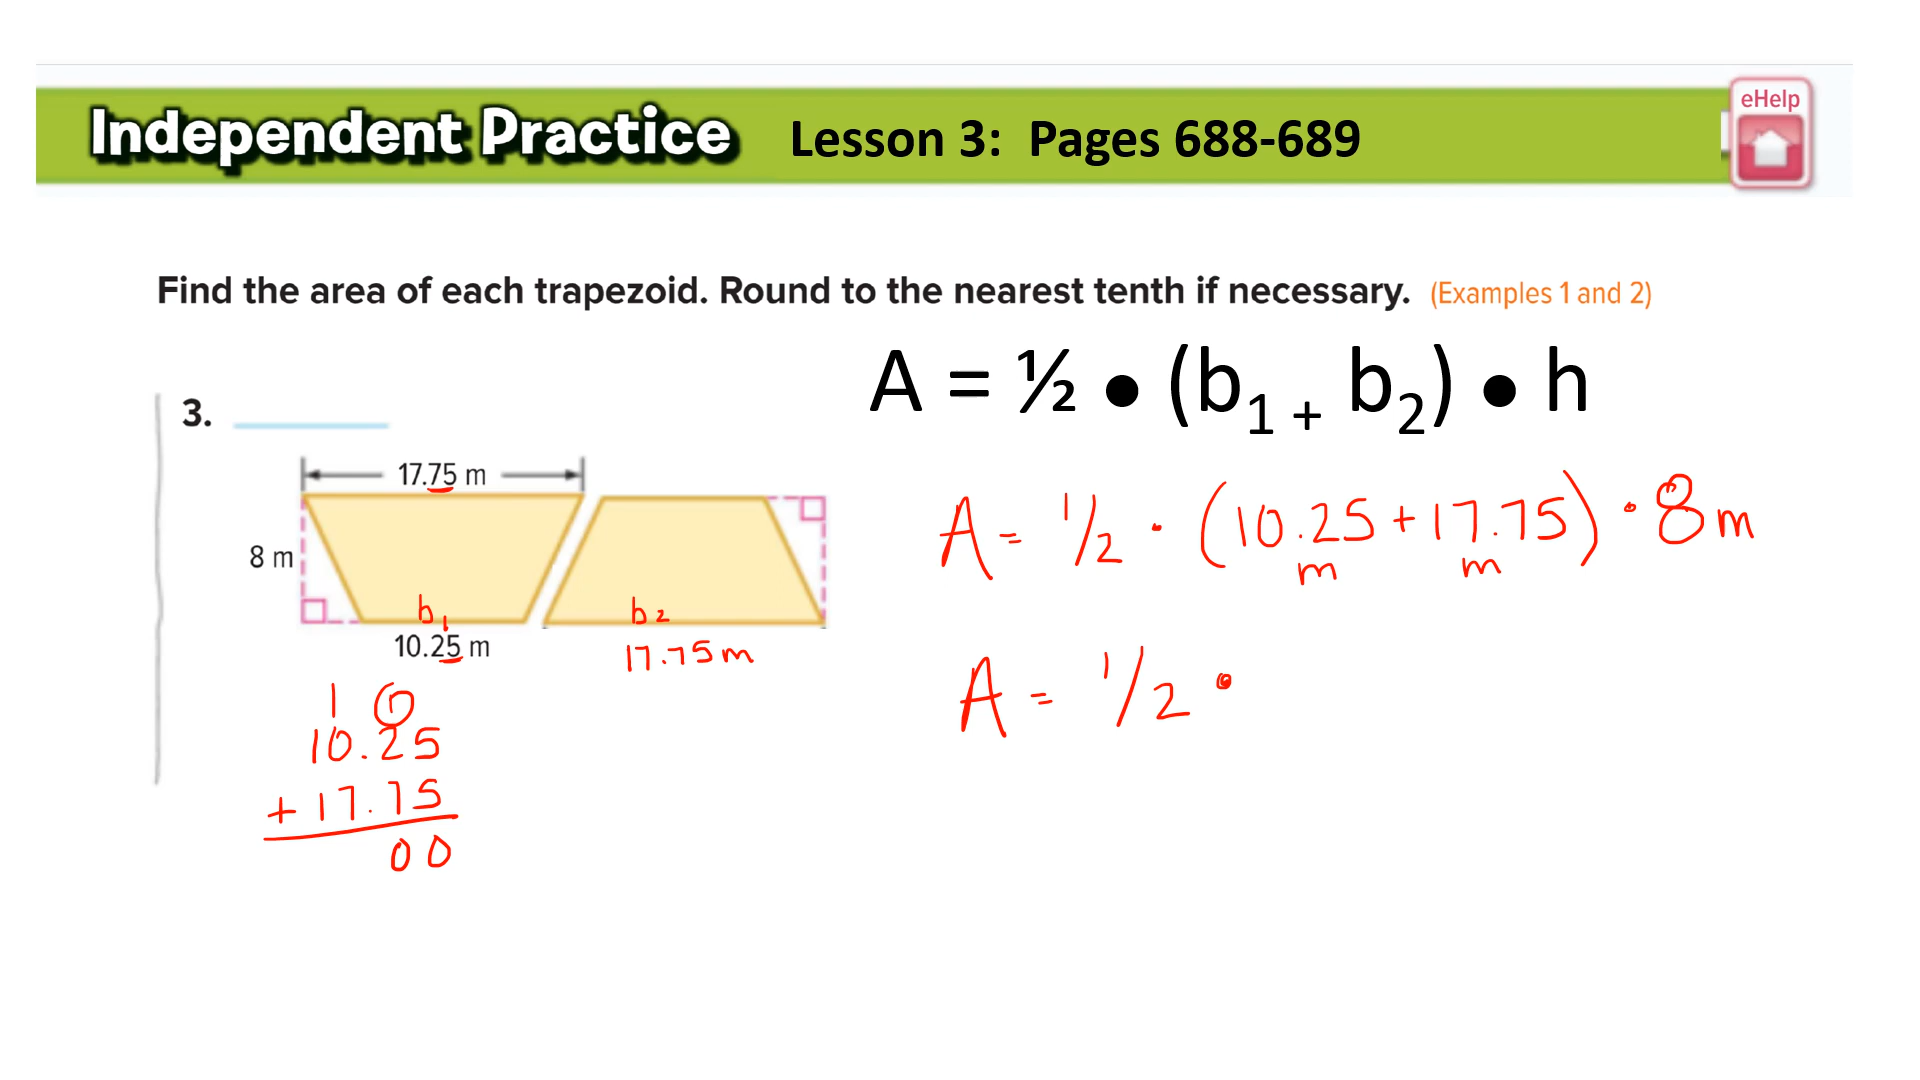 Independent Practice Lesson 3: Pages 688-689
eHelp
Find the area of each trapezoid. Round to the nearest tenth if necessary. (Examples 1 and 2)
A = ½ • (b₁ + b₂) • h
3.
17.75 m
8 m
b₁
b₂
10.25 m
17.75 m
A = 1/2 · (10.25 + 17.75) · 8 m
m m
A = 1/2 ·
1 1
10.25
+ 17.75
00